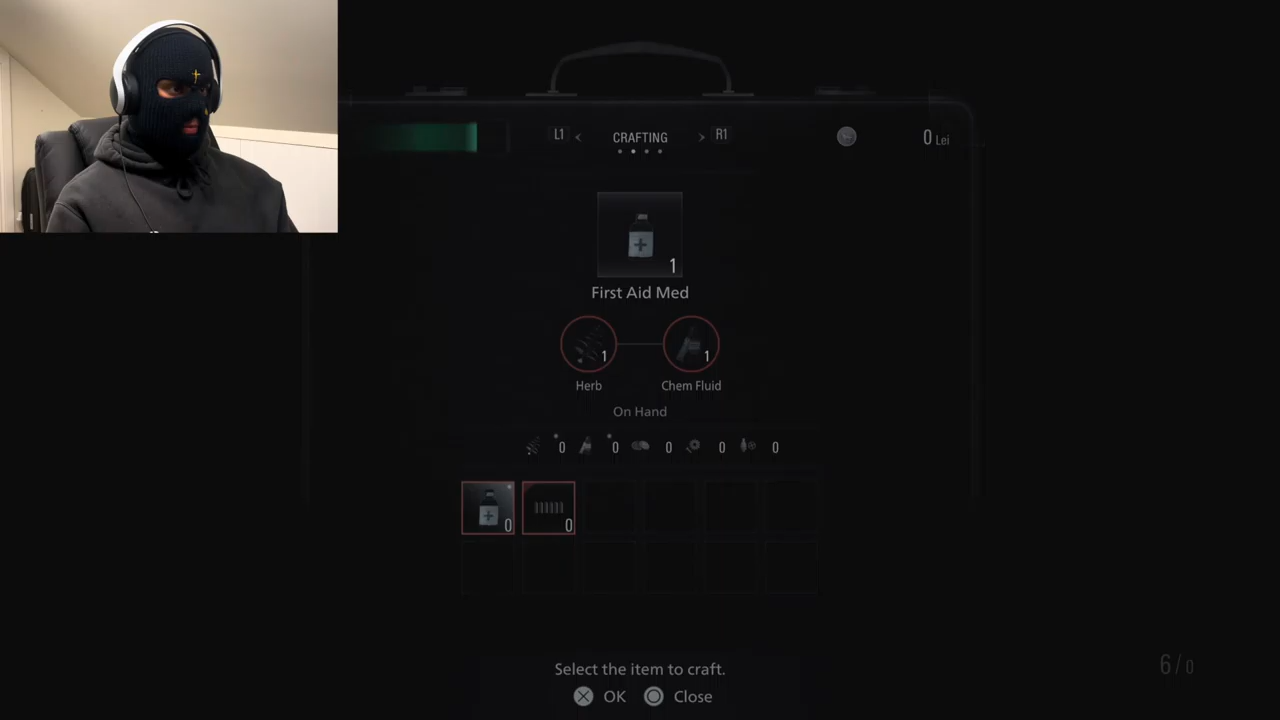 L1 < CRAFTING > R1
0 Lei
1
First Aid Med
1
1
Herb
Chem Fluid
On Hand
0 0 0 0 0
0
0
Select the item to craft.
6/0
OK Close